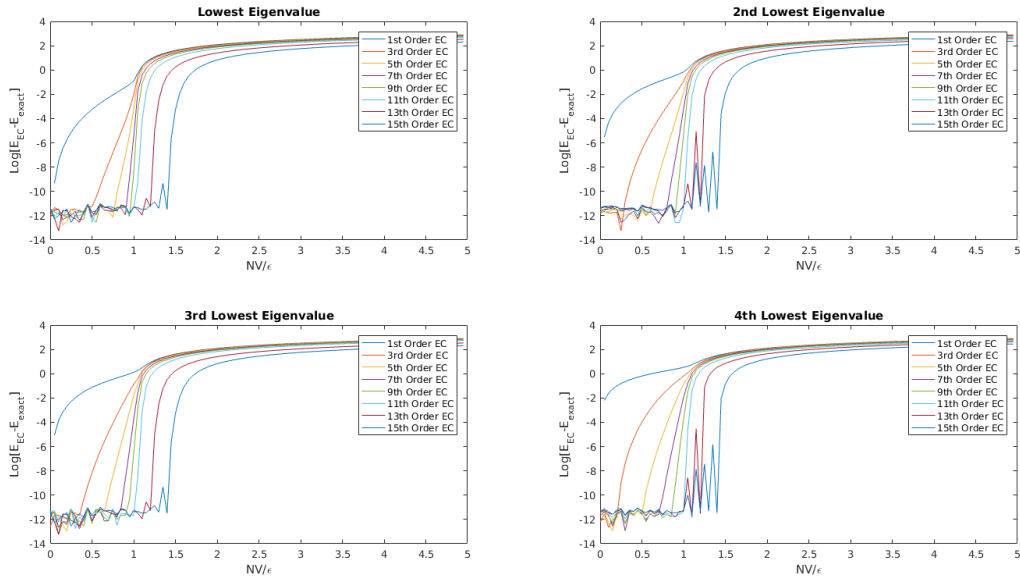 Lowest Eigenvalue
Log[E_EC-E_exact]
4
2
0
-2
-4
-6
-8
-10
-12
-14
0
0.5
1
1.5
2
2.5
3
3.5
4
4.5
5
NV/ϵ
1st Order EC
3rd Order EC
5th Order EC
7th Order EC
9th Order EC
11th Order EC
13th Order EC
15th Order EC
2nd Lowest Eigenvalue
Log[E_EC-E_exact]
4
2
0
-2
-4
-6
-8
-10
-12
-14
0
0.5
1
1.5
2
2.5
3
3.5
4
4.5
5
NV/ϵ
1st Order EC
3rd Order EC
5th Order EC
7th Order EC
9th Order EC
11th Order EC
13th Order EC
15th Order EC
3rd Lowest Eigenvalue
Log[E_EC-E_exact]
4
2
0
-2
-4
-6
-8
-10
-12
-14
0
0.5
1
1.5
2
2.5
3
3.5
4
4.5
5
NV/ϵ
1st Order EC
3rd Order EC
5th Order EC
7th Order EC
9th Order EC
11th Order EC
13th Order EC
15th Order EC
4th Lowest Eigenvalue
Log[E_EC-E_exact]
4
2
0
-2
-4
-6
-8
-10
-12
-14
0
0.5
1
1.5
2
2.5
3
3.5
4
4.5
5
NV/ϵ
1st Order EC
3rd Order EC
5th Order EC
7th Order EC
9th Order EC
11th Order EC
13th Order EC
15th Order EC